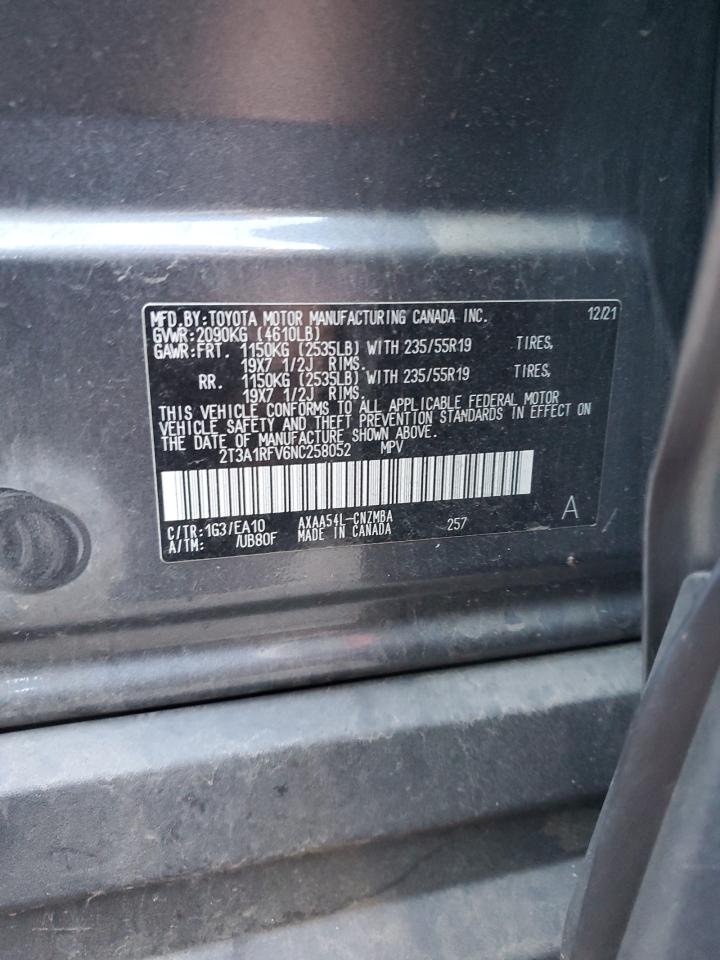 MFD.BY:TOYOTA MOTOR MANUFACTURING CANADA INC. 12/21
GVWR:2090KG (4610LB)
GAWR:FRT. 1150KG (2535LB) WITH 235/55R19 TIRES,
19X7 1/2J RIMS.
RR. 1150KG (2535LB) WITH 235/55R19 TIRES,
19X7 1/2J RIMS.
THIS VEHICLE CONFORMS TO ALL APPLICABLE FEDERAL MOTOR
VEHICLE SAFETY AND THEFT PREVENTION STANDARDS IN EFFECT ON
THE DATE OF MANUFACTURE SHOWN ABOVE.
2T3A1RFV6NC258052 MPV
C/TR:1G3/EA10 AXAA54L-CNZMBA 257 A
A/TM: /UB80F MADE IN CANADA